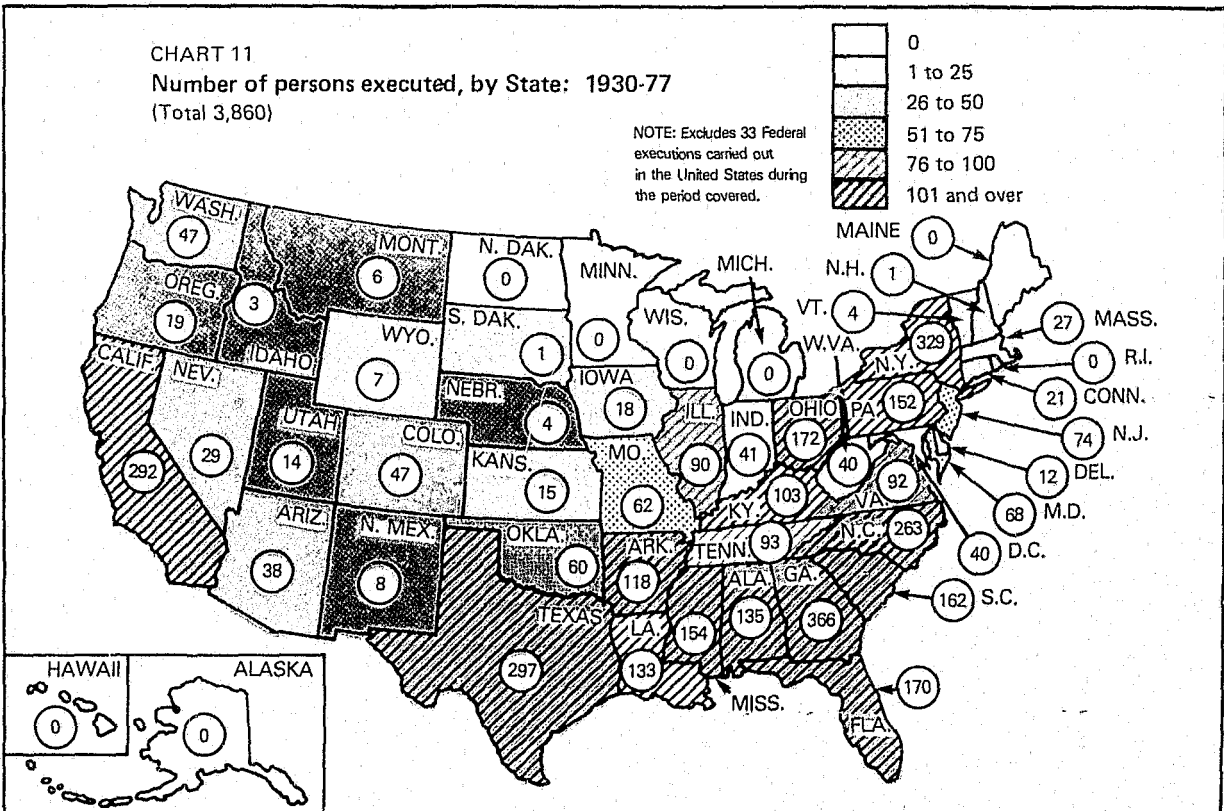 CHART 11
Number of persons executed, by State: 1930-77
(Total 3,860)
0
1 to 25
26 to 50
51 to 75
76 to 100
101 and over
NOTE: Excludes 33 Federal
executions carried out
in the United States during
the period covered.
WASH.
47
OREG.
19
CALIF.
292
IDAHO
3
MONT.
6
N. DAK.
0
MINN.
0
S. DAK.
1
WYO.
7
NEV.
29
UTAH
14
COLO.
47
NEBR.
4
KANS.
15
IOWA
18
WIS.
0
MICH.
0
ILL.
90
IND.
41
OHIO
172
W.VA.
40
PA.
152
N.Y.
329
MAINE
0
N.H.
1
VT.
4
27 MASS.
0 R.I.
21 CONN.
74 N.J.
12 DEL.
68 M.D.
40 D.C.
VA.
92
KY.
103
MO.
62
ARIZ.
38
N. MEX.
8
OKLA.
60
ARK.
118
TENN.
93
N.C.
263
162 S.C.
TEXAS
297
LA.
133
154
MISS.
ALA.
135
GA.
366
170
FLA.
HAWAII
0
ALASKA
0